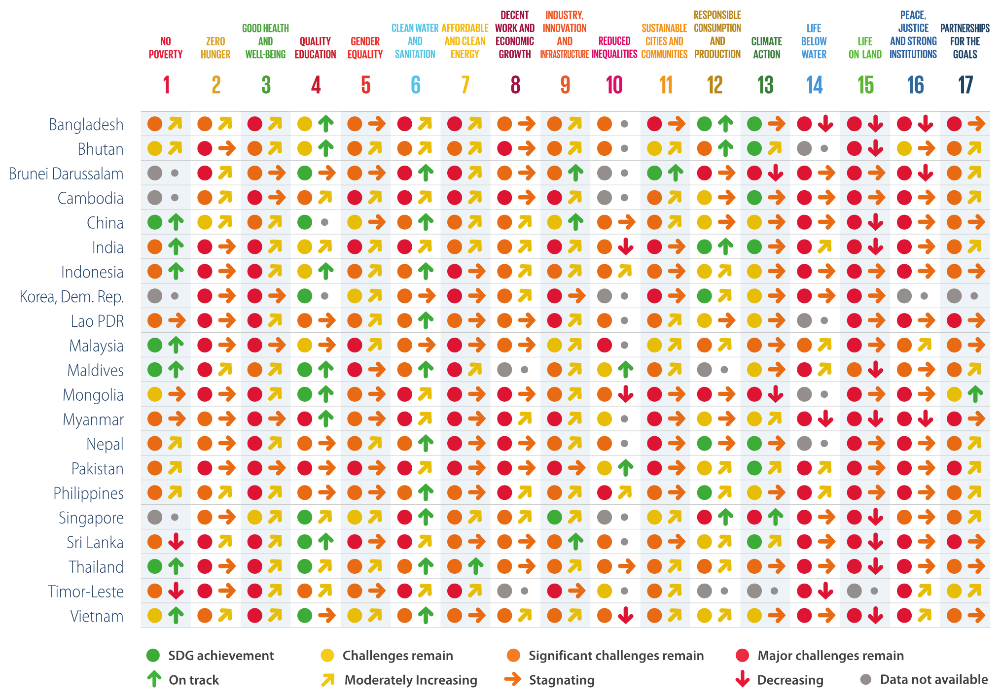 NO
POVERTY
ZERO
HUNGER
GOOD HEALTH
AND
WELL-BEING
QUALITY
EDUCATION
GENDER
EQUALITY
CLEAN WATER
AND
SANITATION
AFFORDABLE
AND CLEAN
ENERGY
DECENT
WORK AND
ECONOMIC
GROWTH
INDUSTRY,
INNOVATION
AND
INFRASTRUCTURE
REDUCED
INEQUALITIES
SUSTAINABLE
CITIES AND
COMMUNITIES
RESPONSIBLE
CONSUMPTION
AND
PRODUCTION
CLIMATE
ACTION
LIFE
BELOW
WATER
LIFE
ON LAND
PEACE,
JUSTICE
AND STRONG
INSTITUTIONS
PARTNERSHIPS
FOR THE
GOALS
1 2 3 4 5 6 7 8 9 10 11 12 13 14 15 16 17
Bangladesh
Bhutan
Brunei Darussalam
Cambodia
China
India
Indonesia
Korea, Dem. Rep.
Lao PDR
Malaysia
Maldives
Mongolia
Myanmar
Nepal
Pakistan
Philippines
Singapore
Sri Lanka
Thailand
Timor-Leste
Vietnam
SDG achievement Challenges remain Significant challenges remain Major challenges remain
On track Moderately Increasing Stagnating Decreasing Data not available